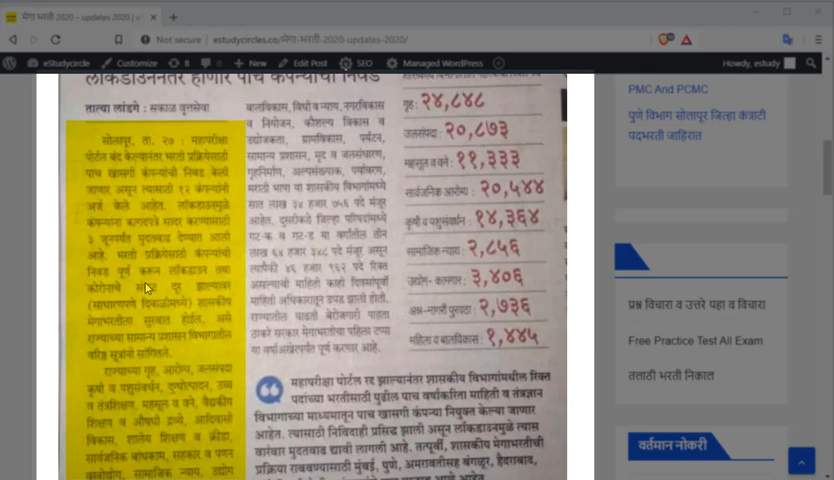 मेगा भरती 2020 – updates 2020 |
Not secure | estudycircles.co/मेगा-भरती-2020-updates-2020/
eStudycircle Customize 8 0 New Edit Post SEO Managed WordPress Howdy, estudy
लॉकडाऊननंतर होणार पाच कंपन्यांची निवड
तात्या लांडगे : सकाळ वृत्तसेवा
सोलापूर, ता. २७ : महापरीक्षा
पोर्टल बंद केल्यानंतर भरती प्रक्रियेसाठी
पाच खासगी कंपन्यांची निवड केली
जाणार असून त्यासाठी १२ कंपन्यांनी
अर्ज केले आहेत. लॉकडाऊनमुळे
कंपन्यांना कागदपत्रे सादर करण्यासाठी
३ जूनपर्यंत मुदतवाढ देण्यात आली
आहे. भरती प्रक्रियेसाठी कंपन्यांची
निवड पूर्ण करून लॉकडाऊन तथा
कोरोनाचे दूर झाल्यावर
(साधारणपणे दिवाळीमध्ये) शासकीय
मेगाभरतीला सुरवात होईल, असे
राज्याच्या सामान्य प्रशासन विभागातील
वरिष्ठ सूत्रांनी सांगितले.
राज्याच्या गृह, आरोग्य, जलसंपदा
कृषी व पशुसंवर्धन, दुग्धोत्पादन, उच्च
व तंत्रशिक्षण, महसूल व वने, वैद्यकीय
शिक्षण व औषधी द्रव्ये, आदिवासी
विकास, शालेय शिक्षण व क्रीडा,
सार्वजनिक बांधकाम, सहकार व पणन
वस्त्रोद्योग, सामाजिक न्याय, उद्योग
बालविकास, विधी व न्याय, नगरविकास
व नियोजन, कौशल्य विकास व
उद्योजकता, ग्रामविकास, पर्यटन,
सामान्य प्रशासन, मृद व जलसंधारण,
गृहनिर्माण, अल्पसंख्याक, पर्यावरण,
मराठी भाषा या शासकीय विभागांमध्ये
सात लाख ३४ हजार ७५६ पदे मंजूर
आहेत. दुसरीकडे जिल्हा परिषदांमध्ये
गट-क व गट-ड या वर्गातील तीन
लाख ६४ हजार ३४८ पदे मंजूर असून
त्यापैकी ४६ हजार ९६२ पदे रिक्त
असल्याची माहिती काही दिवसांपूर्वी
माहिती अधिकारातून उघड झाली होती.
राज्यातील वाढती बेरोजगारी पाहता
ठाकरे सरकार मेगाभरतीचा पहिला टप्पा
या वर्षाअखेरपर्यंत पूर्ण करणार आहे.
गृह: २४,८४८
जलसंपदा : २०,८७३
महसूल व वने : ११,३३३
सार्वजनिक आरोग्य : २०,५४४
कृषी व पशुसंवर्धन : १४,३६४
सामाजिक न्याय : २,८५६
उद्योग- कामगार : ३,४०६
अन्न-नागरी पुरवठा : २,७३६
महिला व बालविकास : १,४४५
महापरीक्षा पोर्टल रद्द झाल्यानंतर शासकीय विभागांमधील रिक्त
पदांच्या भरतीसाठी पुढील पाच वर्षाकरिता माहिती व तंत्रज्ञान
विभागाच्या माध्यमातून पाच खासगी कंपन्या नियुक्त केल्या जाणार
आहेत. त्यासाठी निविदाही प्रसिद्ध झाली असून लॉकडाऊनमुळे त्यास
वारंवार मुदतवाढ द्यावी लागली आहे. तत्पूर्वी, शासकीय मेगाभरतीची
प्रक्रिया राबवण्यासाठी मुंबई, पुणे, अमरावतीसह बंगळूर, हैदराबाद,
PMC And PCMC
पुणे विभाग सोलापूर जिल्हा कंत्राटी
पदभरती जाहिरात
प्रश्न विचारा व उत्तरे पहा व विचारा
Free Practice Test All Exam
तलाठी भरती निकाल
वर्तमान नोकरी